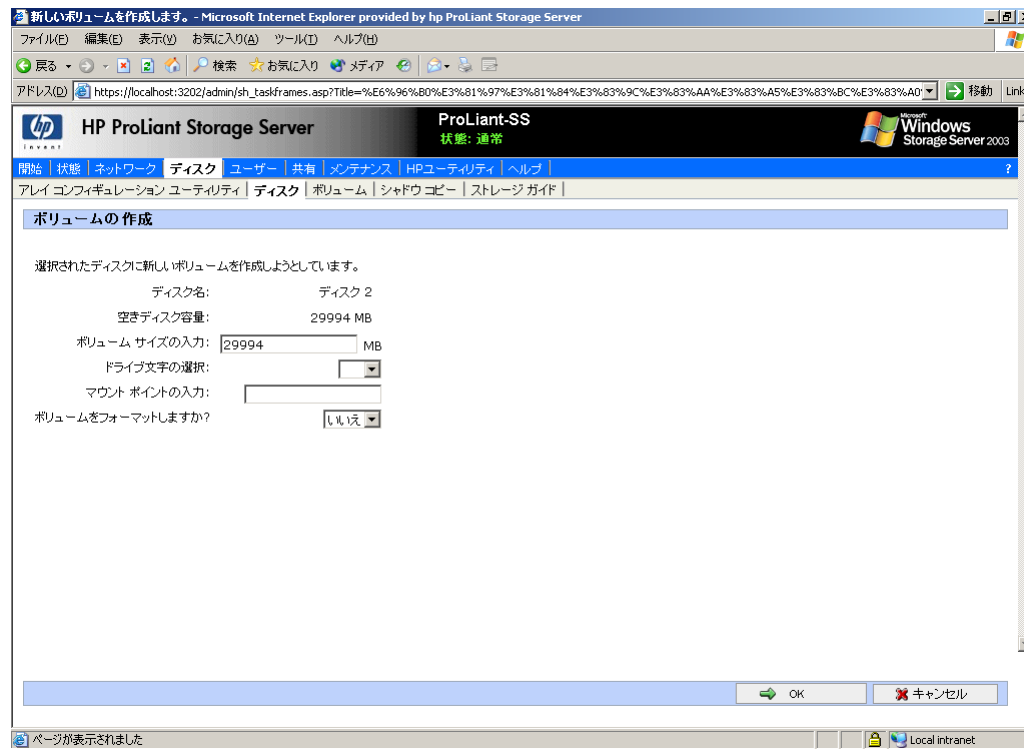 新しいボリュームを作成します。 - Microsoft Internet Explorer provided by hp ProLiant Storage Server
ファイル(F) 編集(E) 表示(V) お気に入り(A) ツール(T) ヘルプ(H)
戻る 検索 お気に入り メディア
アドレス(D) https://localhost:3202/admin/sh_taskframes.asp?Title=%E6%96%B0%E3%81%97%E3%81%84%E3%83%9C%E3%83%AA%E3%83%A5%E3%83%BC%E3%83%A0 移動 Link
hp invent HP ProLiant Storage Server ProLiant-SS Microsoft Windows
状態: 通常 Storage Server 2003
開始 状態 ネットワーク ディスク ユーザー 共有 メンテナンス HPユーティリティ ヘルプ ?
アレイ コンフィギュレーション ユーティリティ ディスク ボリューム シャドウ コピー ストレージ ガイド
ボリュームの作成
選択されたディスクに新しいボリュームを作成しようとしています。
ディスク名: ディスク 2
空きディスク容量: 29994 MB
ボリューム サイズの入力: 29994 MB
ドライブ文字の選択:
マウント ポイントの入力:
ボリュームをフォーマットしますか? いいえ
OK キャンセル
ページが表示されました Local intranet